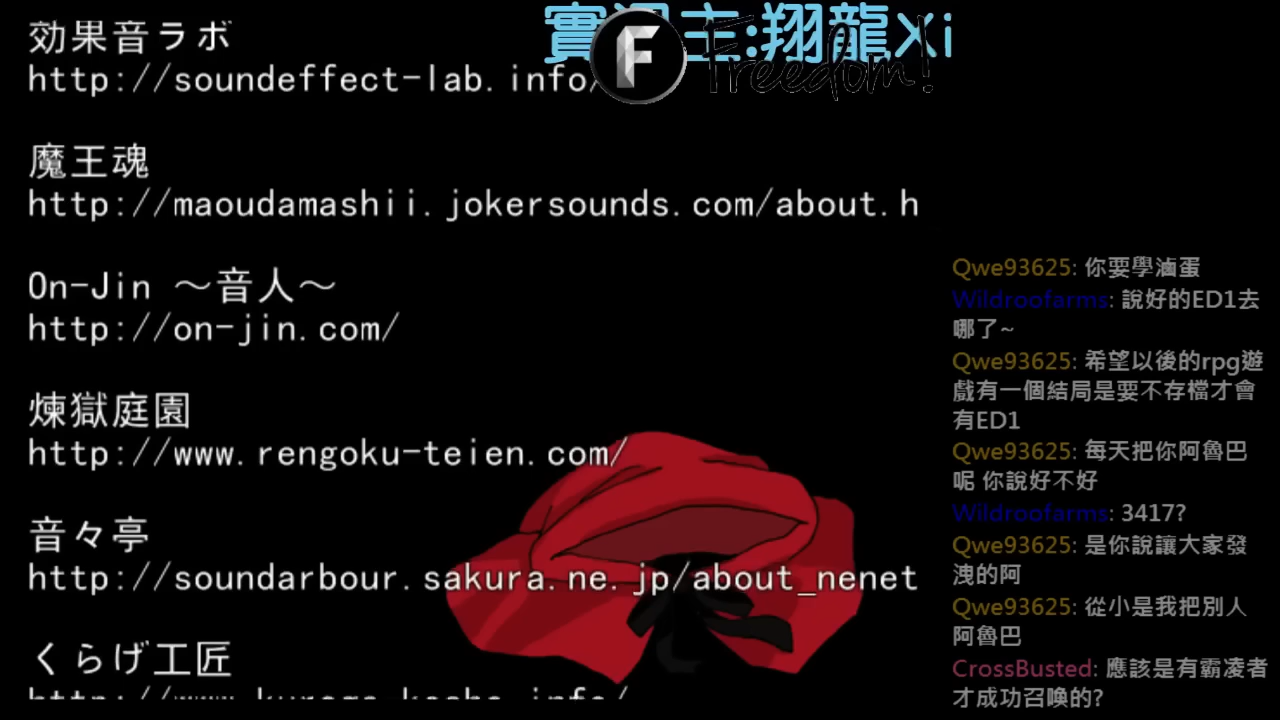 実況主:翔龍Xi
F Freedom!
効果音ラボ
http://soundeffect-lab.info/
魔王魂
http://maoudamashii.jokersounds.com/about.h
On-Jin ～音人～
http://on-jin.com/
煉獄庭園
http://www.rengoku-teien.com/
音々亭
http://soundarbour.sakura.ne.jp/about_nenet
くらげ工匠
Qwe93625: 你要學滷蛋
Wildroofarms: 說好的ED1去
哪了~
Qwe93625: 希望以後的rpg遊
戲有一個結局是要不存檔才會
有ED1
Qwe93625: 每天把你阿魯巴
呢 你說好不好
Wildroofarms: 3417?
Qwe93625: 是你說讓大家發
洩的阿
Qwe93625: 從小是我把別人
阿魯巴
CrossBusted: 應該是有霸凌者
才成功召喚的?